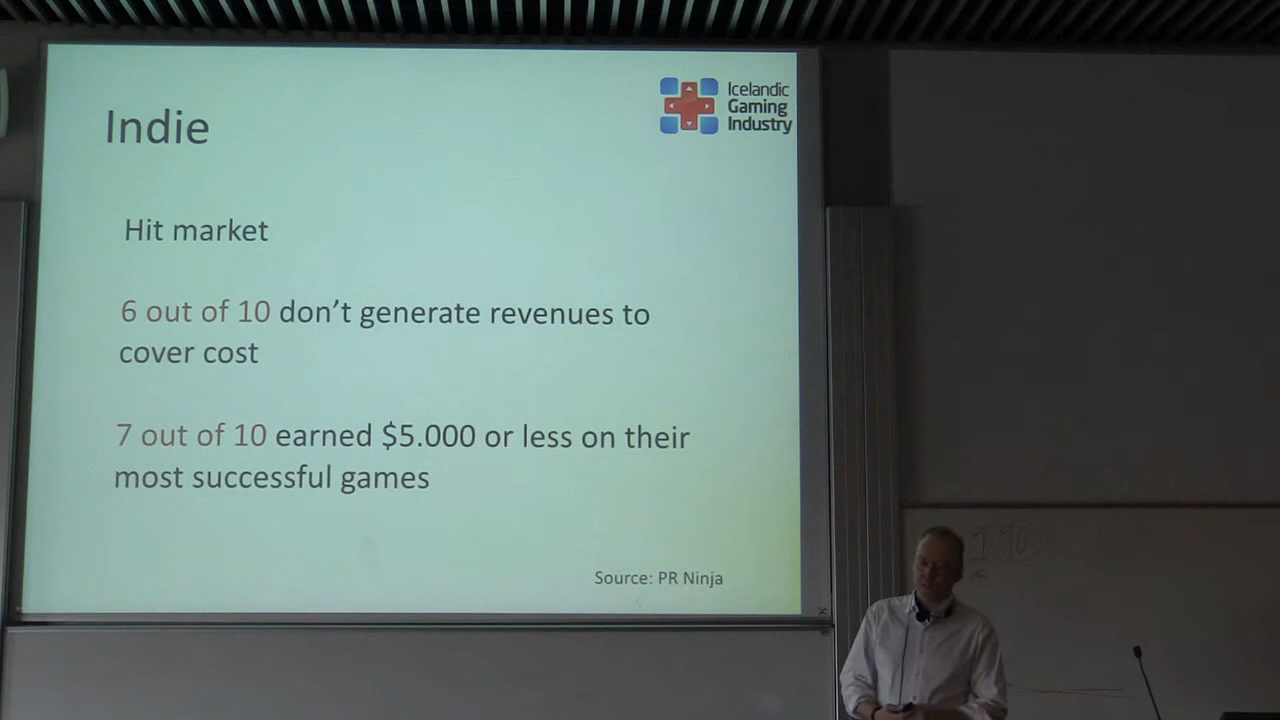 Indie
Icelandic
Gaming
Industry
Hit market
6 out of 10 don't generate revenues to
cover cost
7 out of 10 earned $5.000 or less on their
most successful games
Source: PR Ninja